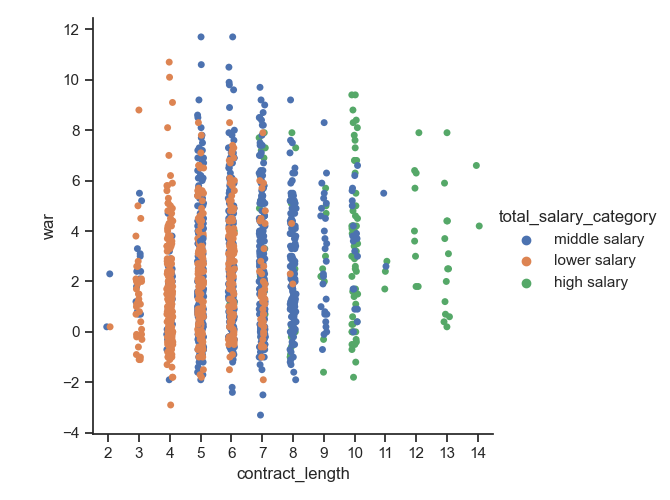 12
10
8
6
4
2
0
−2
−4
war
2 3 4 5 6 7 8 9 10 11 12 13 14
contract_length
total_salary_category
middle salary
lower salary
high salary